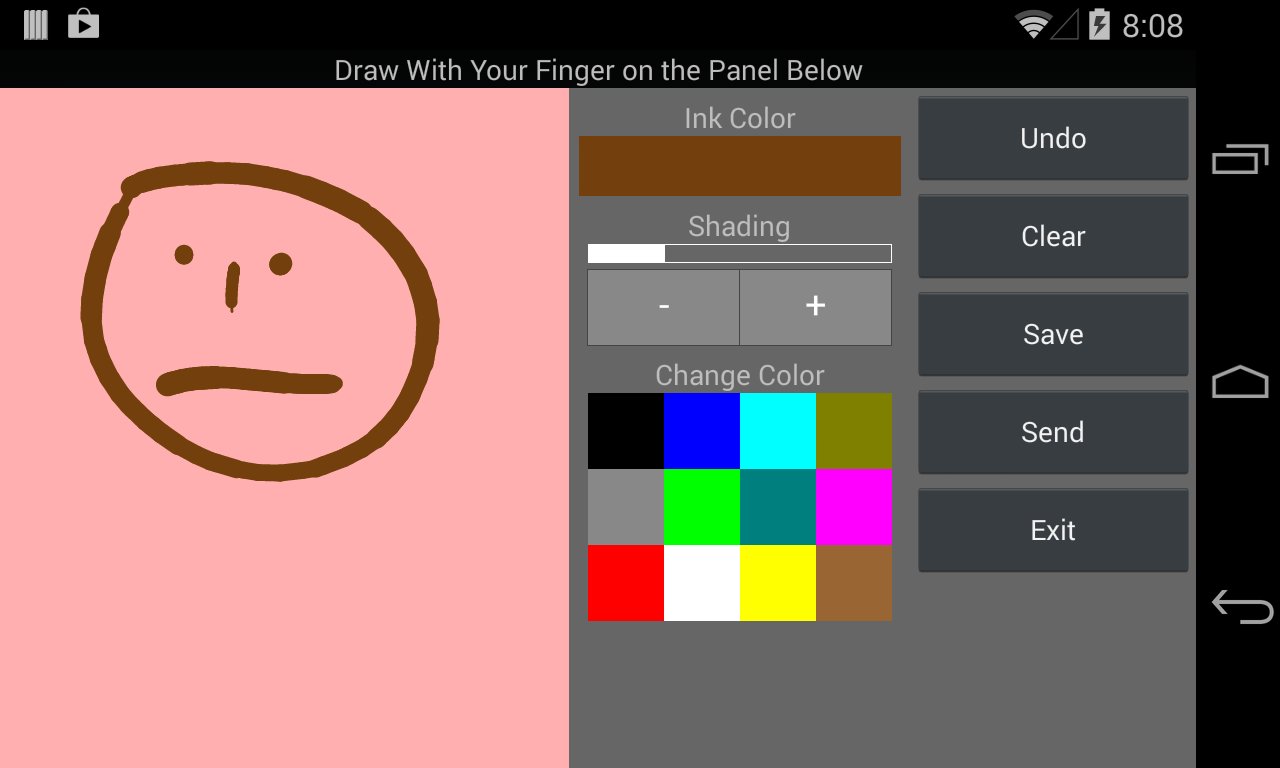 8:08
Draw With Your Finger on the Panel Below
Ink Color
Shading
-
+
Change Color
Undo
Clear
Save
Send
Exit